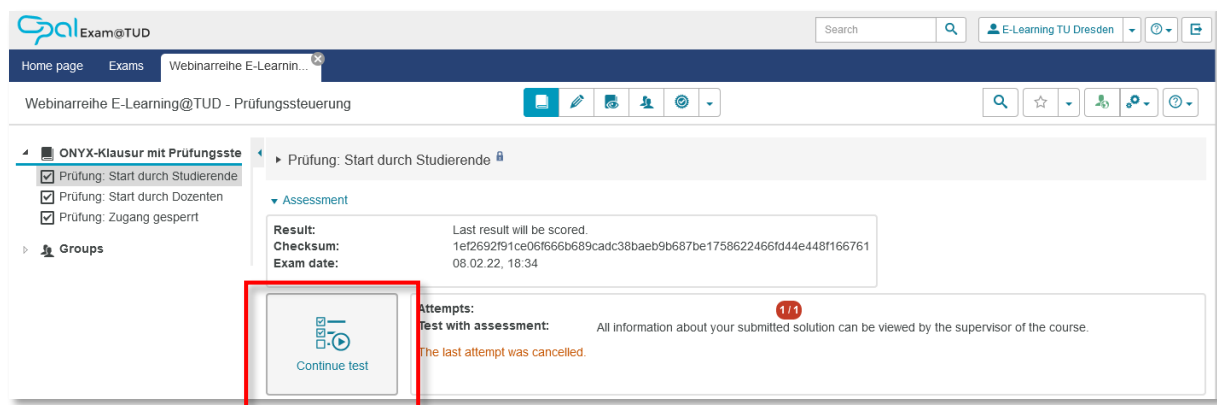 Opal Exam@TUD
Search
E-Learning TU Dresden
Home page Exams Webinarreihe E-Learnin...
Webinarreihe E-Learning@TUD - Prüfungssteuerung
ONYX-Klausur mit Prüfungsste
Prüfung: Start durch Studierende
Prüfung: Start durch Dozenten
Prüfung: Zugang gesperrt
Groups
Prüfung: Start durch Studierende
Assessment
Result: Last result will be scored.
Checksum: 1ef2692f91ce06f666b689cadc38baeb9b687be1758622466fd44e448f166761
Exam date: 08.02.22, 18:34
Continue test
Attempts: 1/1
Test with assessment: All information about your submitted solution can be viewed by the supervisor of the course.
The last attempt was cancelled.